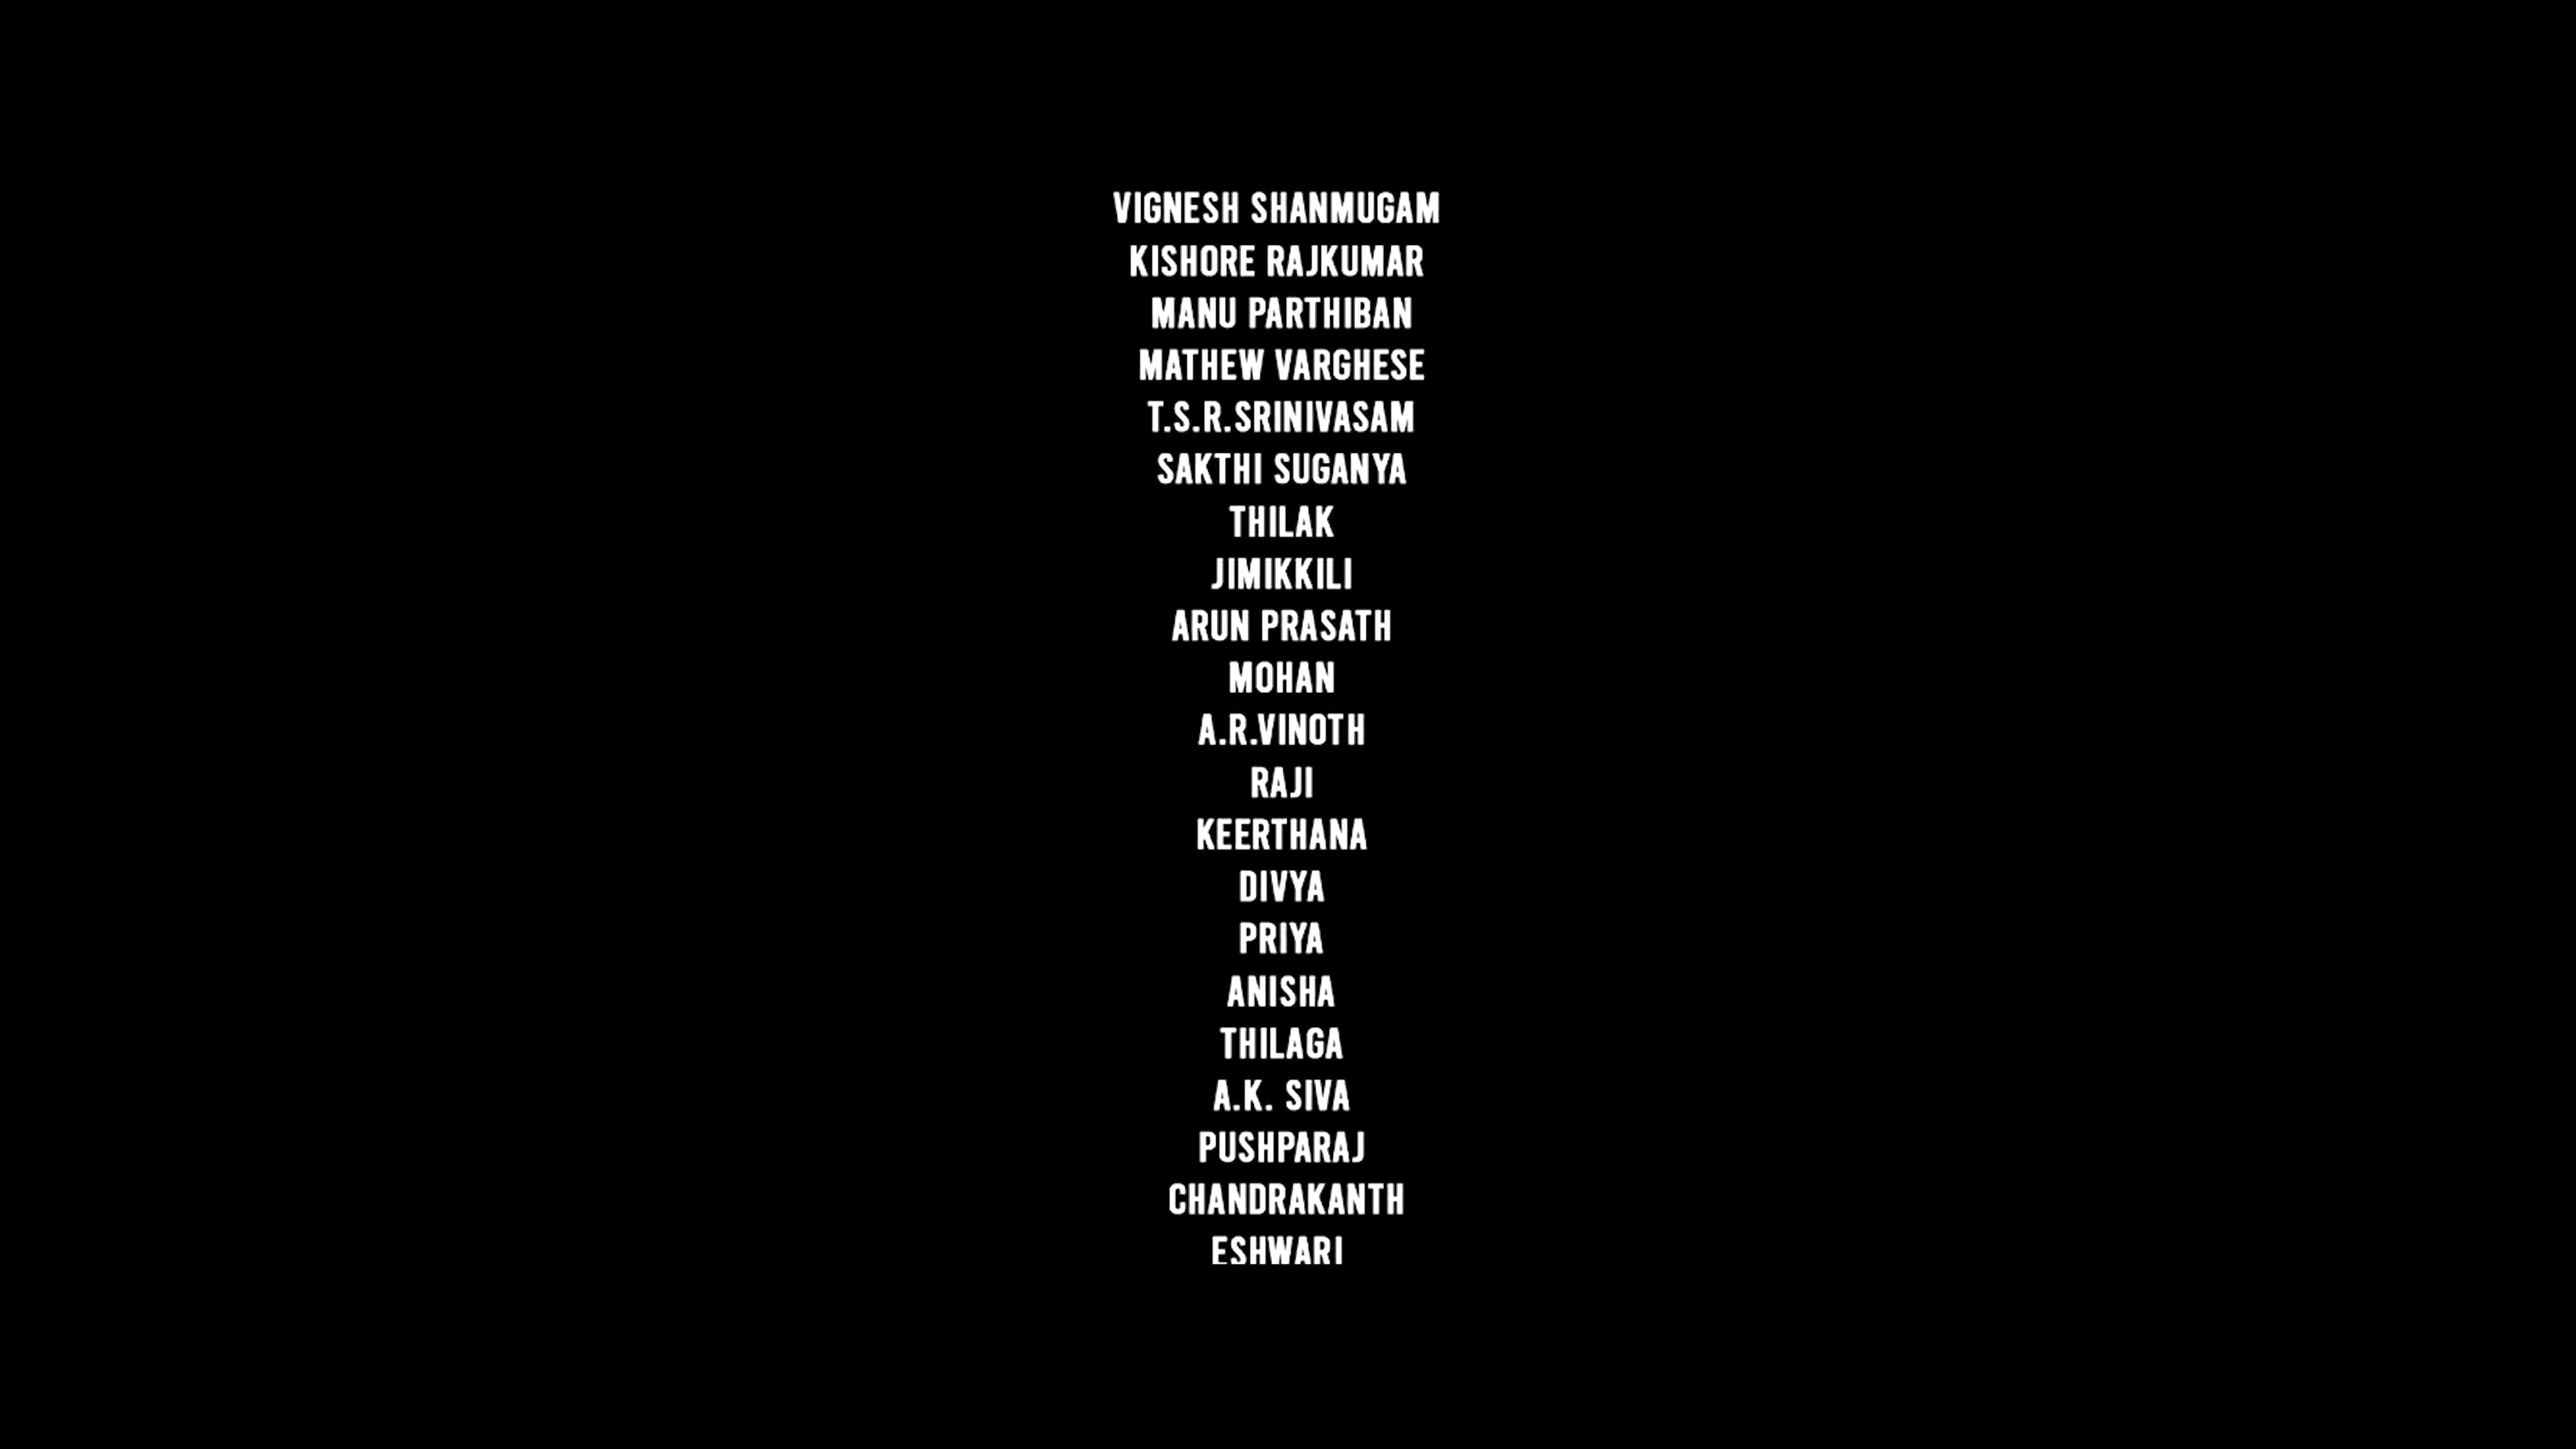 VIGNESH SHANMUGAM
KISHORE RAJKUMAR
MANU PARTHIBAN
MATHEW VARGHESE
T.S.R.SRINIVASAM
SAKTHI SUGANYA
THILAK
JIMIKKILI
ARUN PRASATH
MOHAN
A.R.VINOTH
RAJI
KEERTHANA
DIVYA
PRIYA
ANISHA
THILAGA
A.K. SIVA
PUSHPARAJ
CHANDRAKANTH
ESHWARI